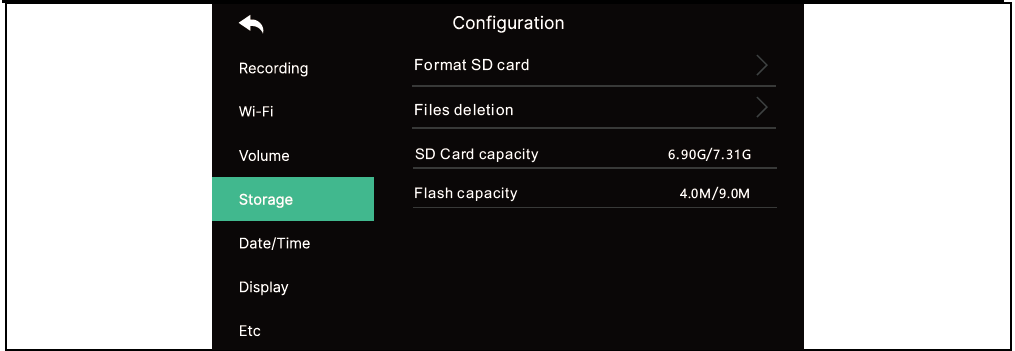 Configuration
Recording
Wi-Fi
Volume
Storage
Date/Time
Display
Etc
Format SD card
Files deletion
SD Card capacity 6.90G/7.31G
Flash capacity 4.0M/9.0M